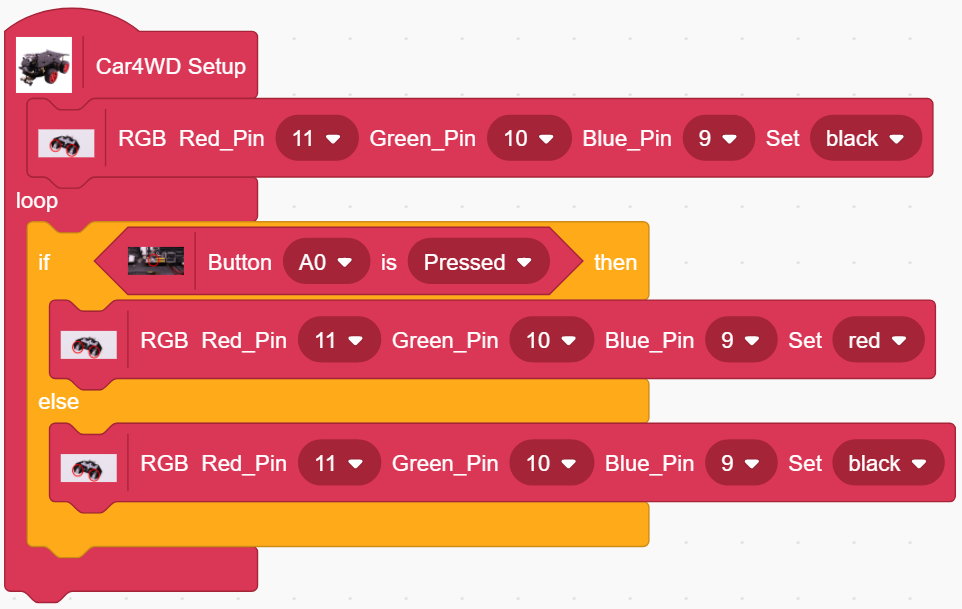 Car4WD Setup
RGB Red_Pin 11 Green_Pin 10 Blue_Pin 9 Set black
loop
if Button A0 is Pressed then
RGB Red_Pin 11 Green_Pin 10 Blue_Pin 9 Set red
else
RGB Red_Pin 11 Green_Pin 10 Blue_Pin 9 Set black